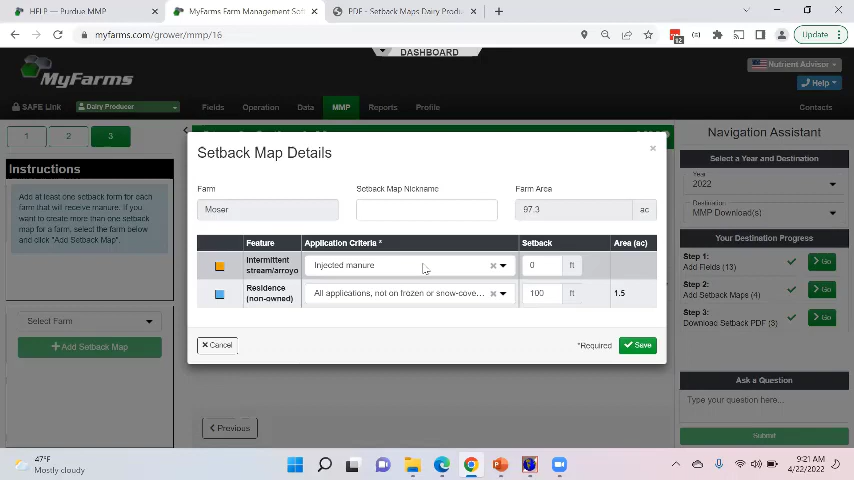 HELP — Purdue MMP
MyFarms Farm Management Sof
PDF - Setback Maps Dairy Produ
myfarms.com/grower/mmp/16
Update
DASHBOARD
MyFarms
Nutrient Advisor
Help
SAFE Link
Dairy Producer
Fields
Operation
Data
MMP
Reports
Profile
Contacts
1
2
3
Instructions
Add at least one setback form for each
farm that will receive manure. If you
want to create more than one setback
map for a farm, select the farm below
and click "Add Setback Map".
Select Farm
Add Setback Map
Setback Map Details
Farm
Setback Map Nickname
Farm Area
Moser
97.3
ac
Feature
Application Criteria *
Setback
Area (ac)
Intermittent
stream/arroyo
Injected manure
0
ft
Residence
(non-owned)
All applications, not on frozen or snow-cove...
100
ft
1.5
Cancel
*Required
Save
Previous
Navigation Assistant
Select a Year and Destination
Year
2022
Destination
MMP Download(s)
Your Destination Progress
Step 1:
Add Fields (13)
Go
Step 2:
Add Setback Maps (4)
Go
Step 3:
Download Setback PDF (3)
Go
Ask a Question
Type your question here...
Submit
47°F
Mostly cloudy
9:21 AM
4/22/2022